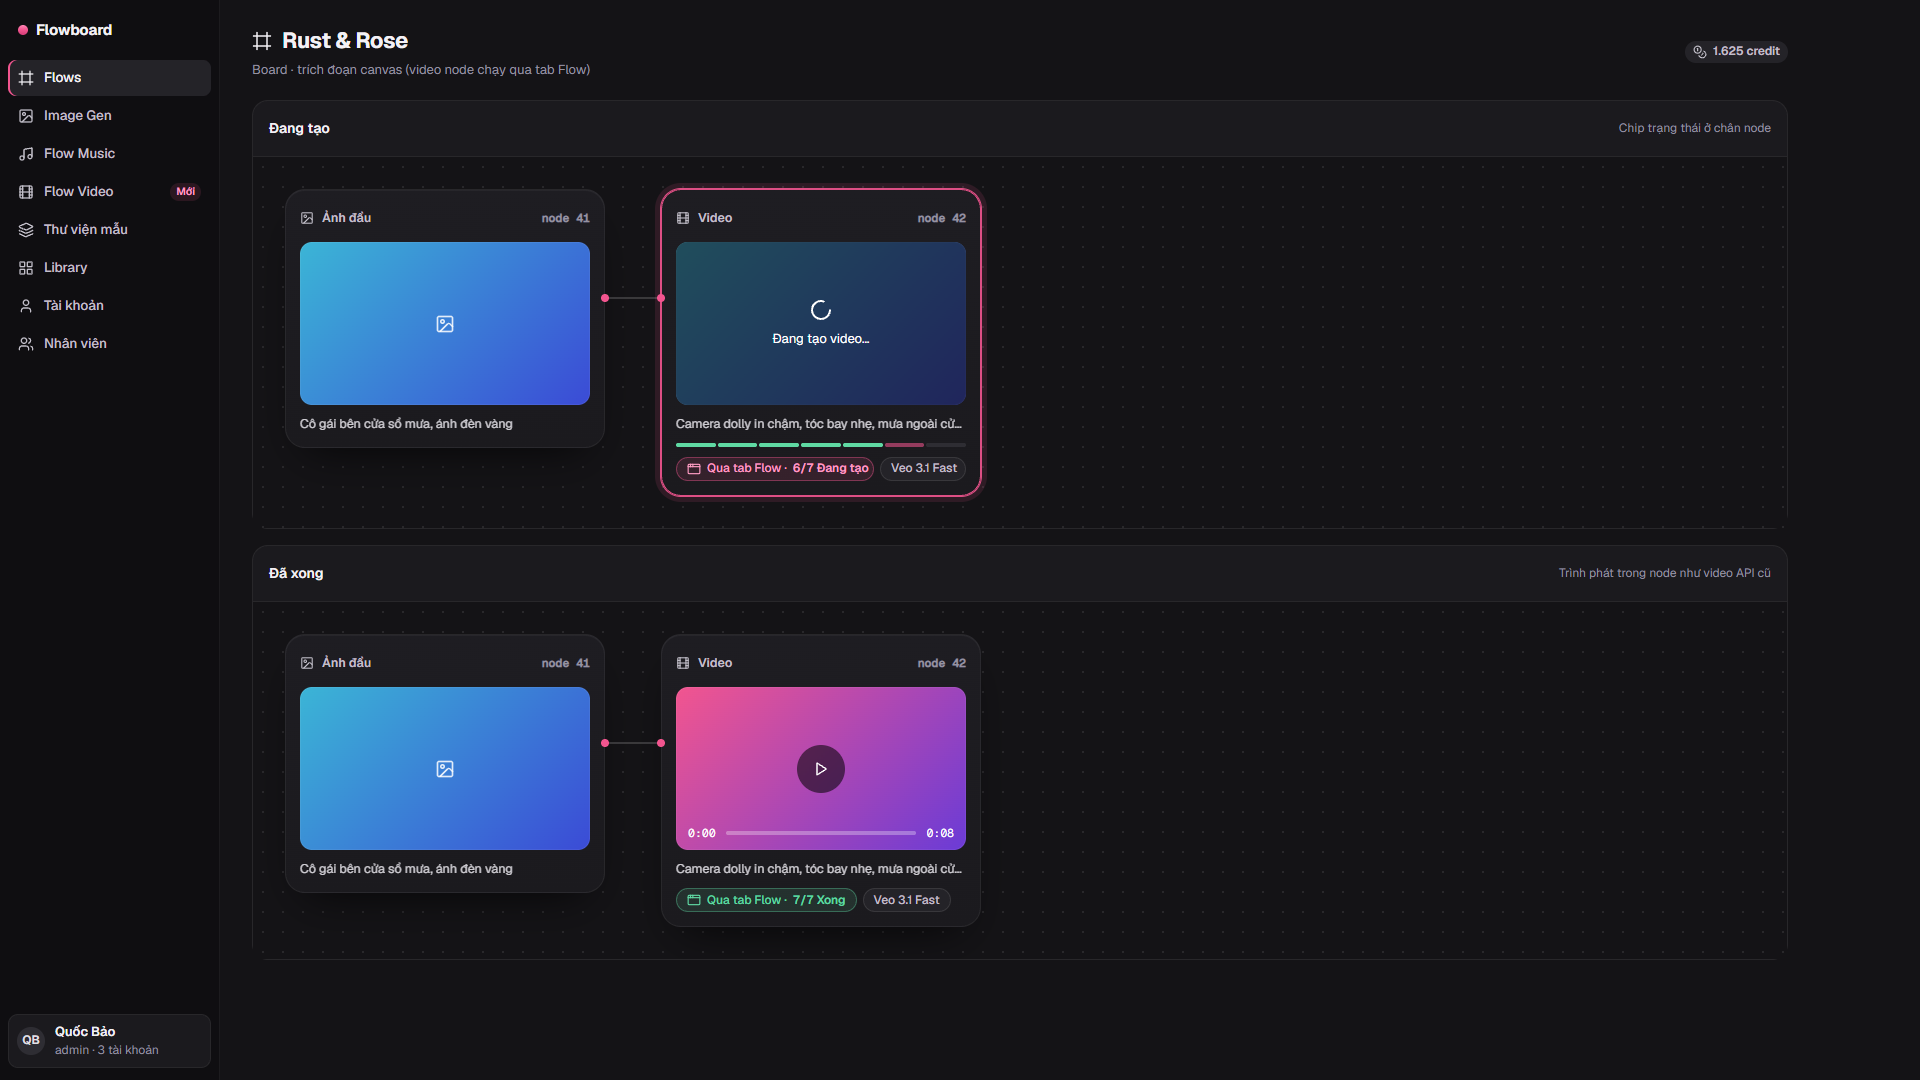 Flowboard
Flows
Image Gen
Flow Music
Flow Video
Mới
Thư viện mẫu
Library
Tài khoản
Nhân viên
QB
Quốc Bảo
admin · 3 tài khoản
Rust & Rose
Board · trích đoạn canvas (video node chạy qua tab Flow)
1.625 credit
Đang tạo
Chip trạng thái ở chân node
Ảnh đầu
node 41
Cô gái bên cửa sổ mưa, ánh đèn vàng
Video
node 42
Đang tạo video…
Camera dolly in chậm, tóc bay nhẹ, mưa ngoài cử…
Qua tab Flow · 6/7 Đang tạo
Veo 3.1 Fast
Đã xong
Trình phát trong node như video API cũ
Ảnh đầu
node 41
Cô gái bên cửa sổ mưa, ánh đèn vàng
Video
node 42
0:00
0:08
Camera dolly in chậm, tóc bay nhẹ, mưa ngoài cử…
Qua tab Flow · 7/7 Xong
Veo 3.1 Fast